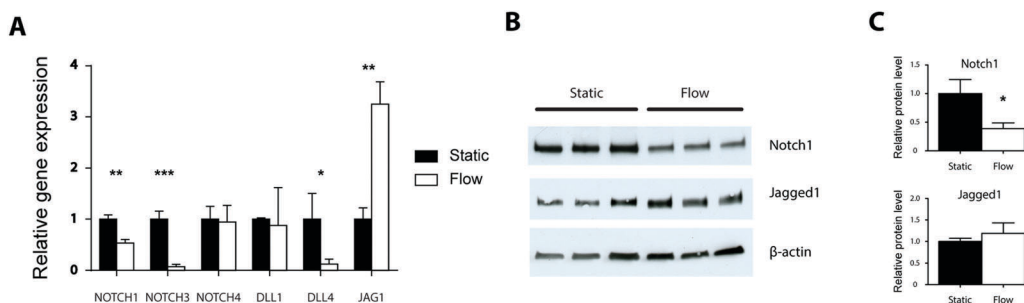 A
Relative gene expression
4
3
2
1
0
**
***
*
**
NOTCH1 NOTCH3 NOTCH4 DLL1 DLL4 JAG1
Static
Flow
B
Static Flow
Notch1
Jagged1
β-actin
C
Notch1
Relative protein level
1.5
1.0
0.5
0.0
*
Static Flow
Jagged1
Relative protein level
2.0
1.5
1.0
0.5
0.0
Static Flow